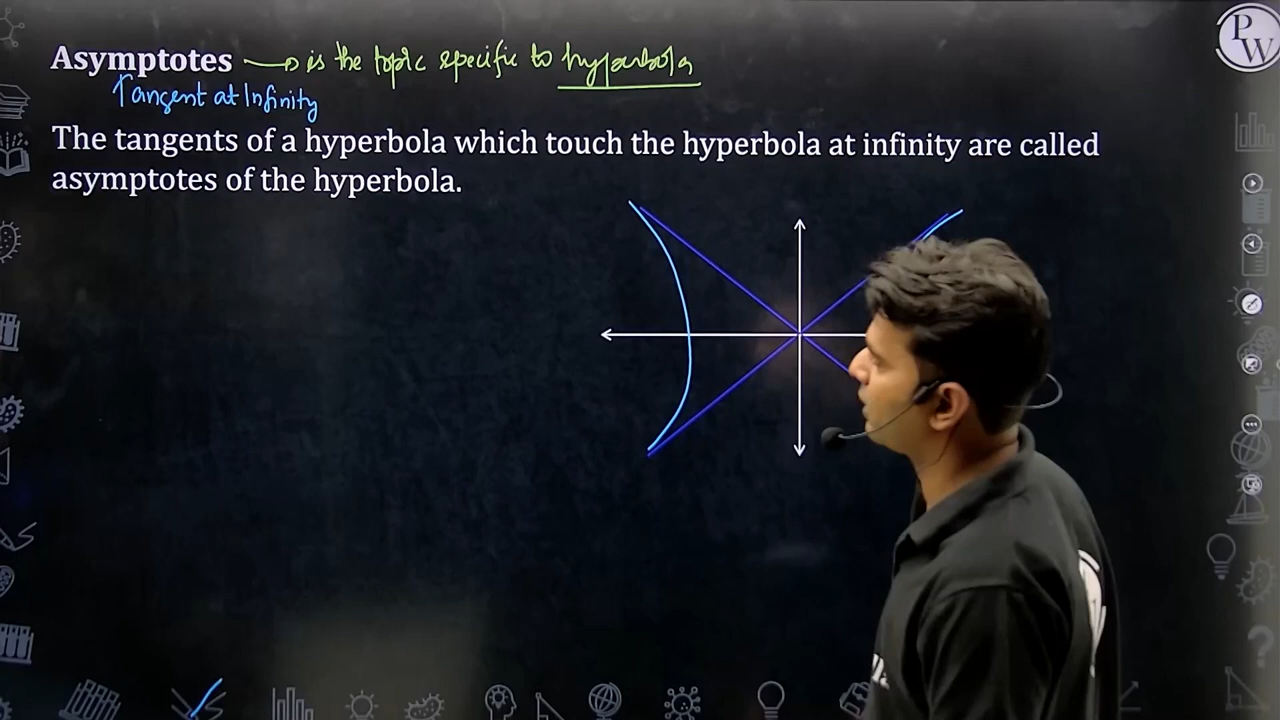 Asymptotes → is the topic specific to hyperbola
Tangent at Infinity
The tangents of a hyperbola which touch the hyperbola at infinity are called
asymptotes of the hyperbola.
P
W